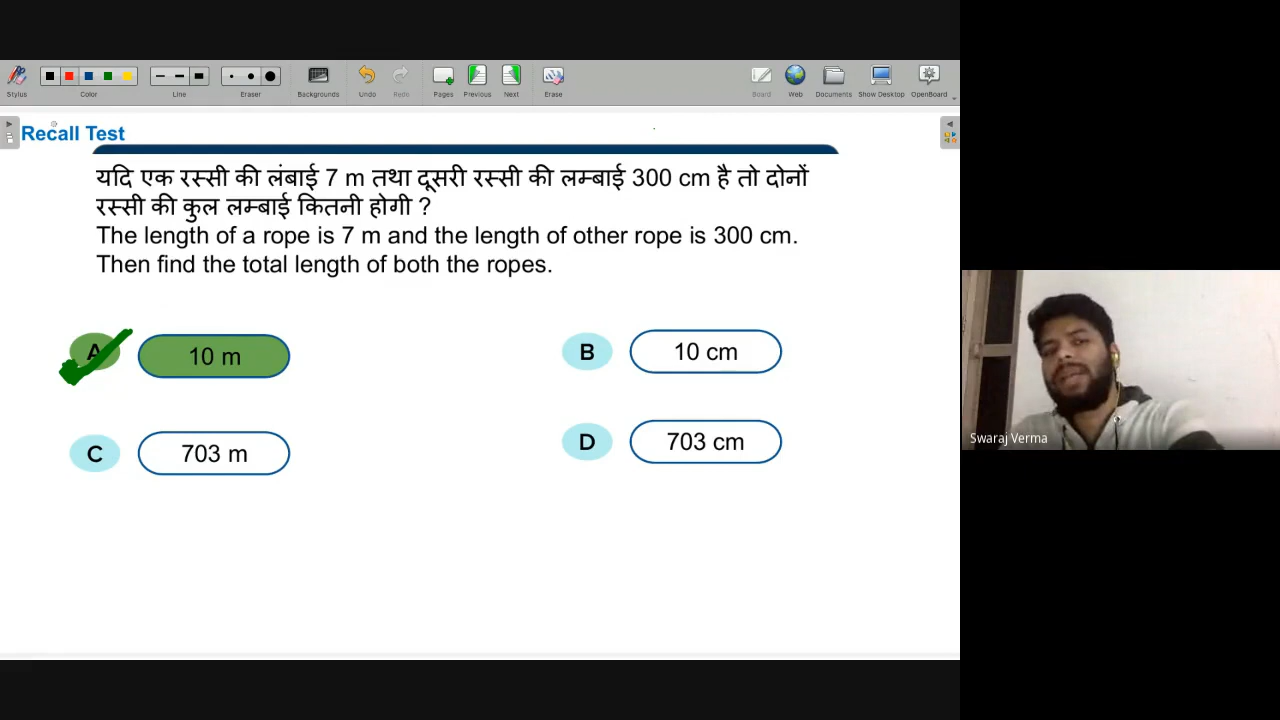 Stylus
Color
Line
Eraser
Backgrounds
Undo
Redo
Pages
Previous
Next
Erase
Board
Web
Documents
Show Desktop
OpenBoard
Recall Test
यदि एक रस्सी की लंबाई 7 m तथा दूसरी रस्सी की लम्बाई 300 cm है तो दोनों
रस्सी की कुल लम्बाई कितनी होगी ?
The length of a rope is 7 m and the length of other rope is 300 cm.
Then find the total length of both the ropes.
A 10 m
B 10 cm
C 703 m
D 703 cm
Swaraj Verma